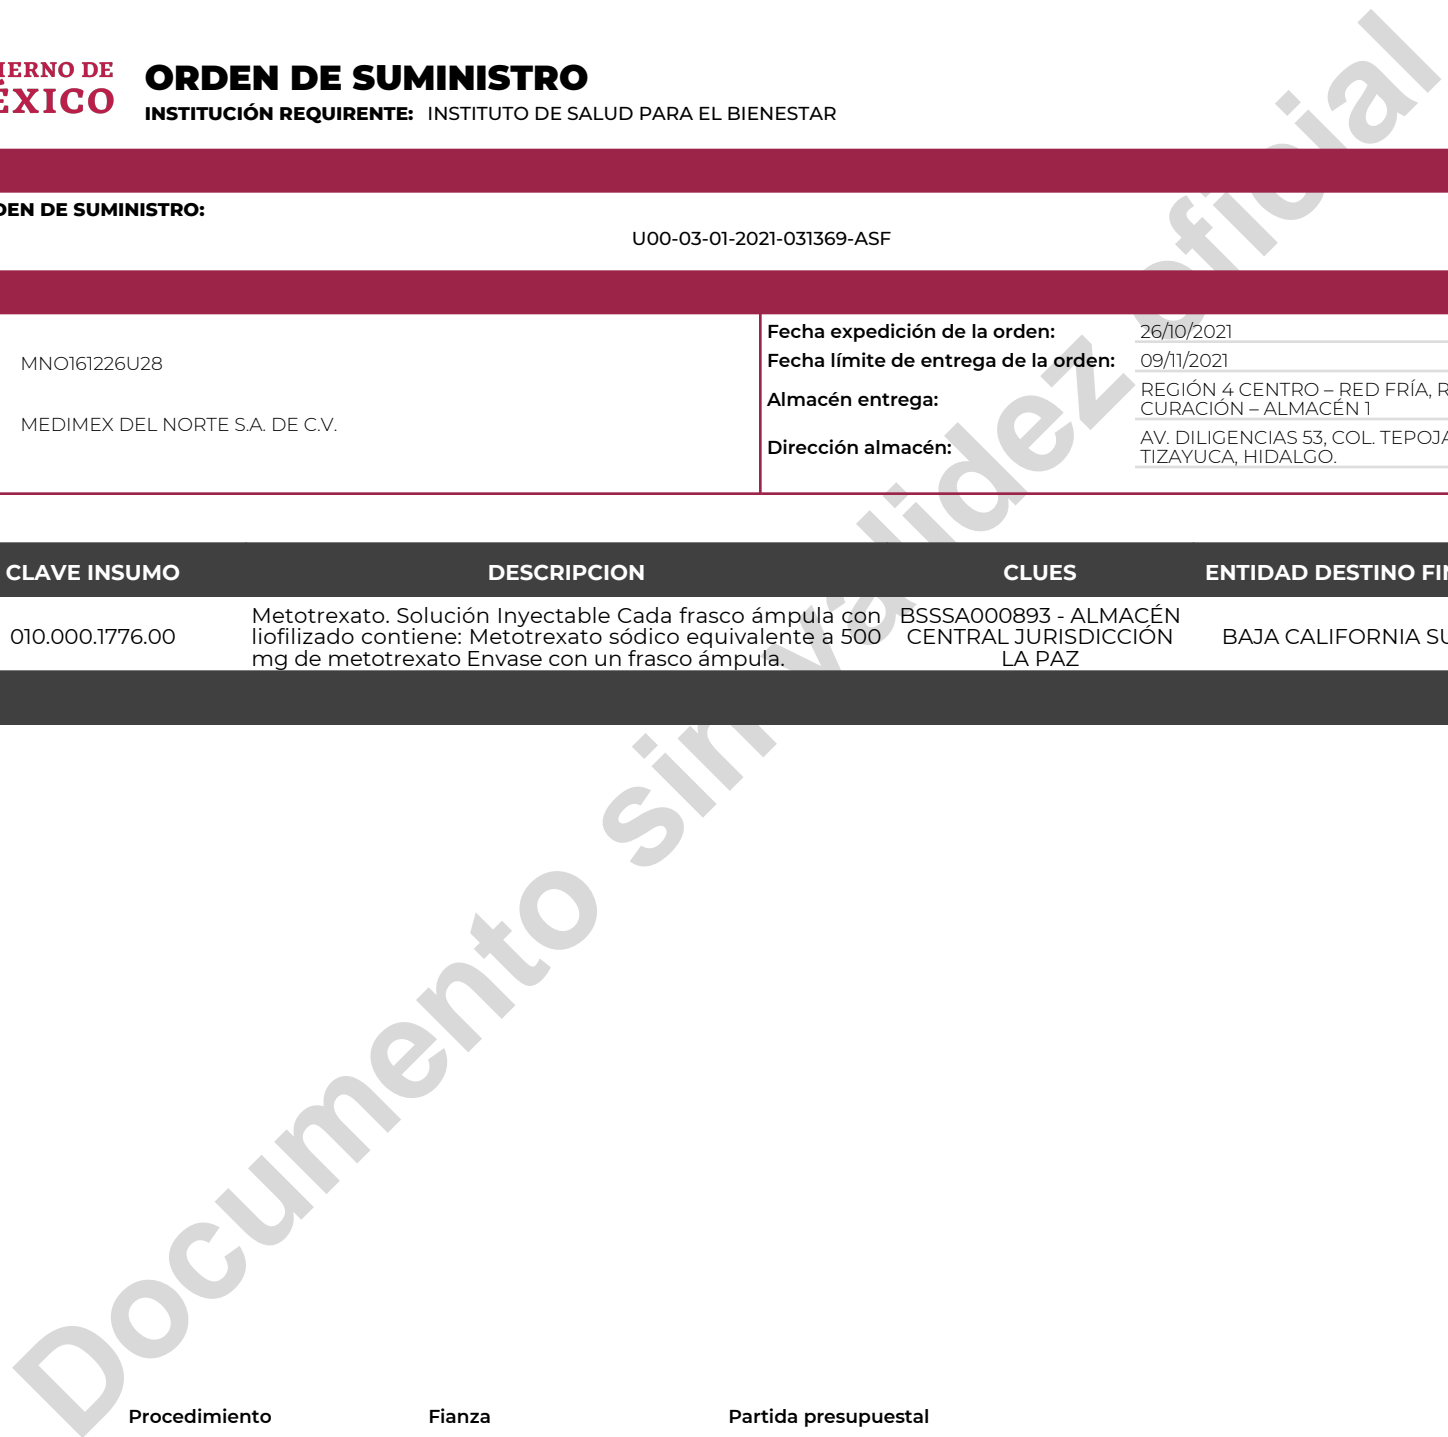 IERNO DE
ÉXICO
ORDEN DE SUMINISTRO
INSTITUCIÓN REQUIRENTE: INSTITUTO DE SALUD PARA EL BIENESTAR
DEN DE SUMINISTRO:
U00-03-01-2021-031369-ASF
MNO161226U28
MEDIMEX DEL NORTE S.A. DE C.V.
Fecha expedición de la orden: 26/10/2021
Fecha límite de entrega de la orden: 09/11/2021
Almacén entrega: REGIÓN 4 CENTRO – RED FRÍA, R
CURACIÓN – ALMACÉN 1
Dirección almacén: AV. DILIGENCIAS 53, COL. TEPOJA
TIZAYUCA, HIDALGO.
CLAVE INSUMO DESCRIPCION CLUES ENTIDAD DESTINO FIN
010.000.1776.00
Metotrexato. Solución Inyectable Cada frasco ámpula con
liofilizado contiene: Metotrexato sódico equivalente a 500
mg de metotrexato Envase con un frasco ámpula.
BSSSA000893 - ALMACÉN
CENTRAL JURISDICCIÓN
LA PAZ
BAJA CALIFORNIA SU
Documento sin validez oficial
Procedimiento Fianza Partida presupuestal